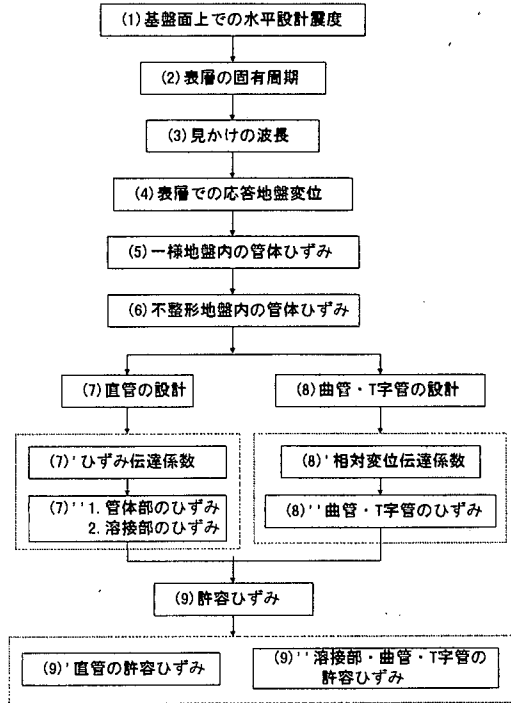 (1)基盤面上での水平設計震度
(2)表層の固有周期
(3)見かけの波長
(4)表層での応答地盤変位
(5)一様地盤内の管体ひずみ
(6)不整形地盤内の管体ひずみ
(7)直管の設計
(8)曲管・T字管の設計
(7)'ひずみ伝達係数
(8)'相対変位伝達係数
(7)''1.管体部のひずみ
2.溶接部のひずみ
(8)''曲管・T字管のひずみ
(9)許容ひずみ
(9)'直管の許容ひずみ
(9)''溶接部・曲管・T字管の
許容ひずみ